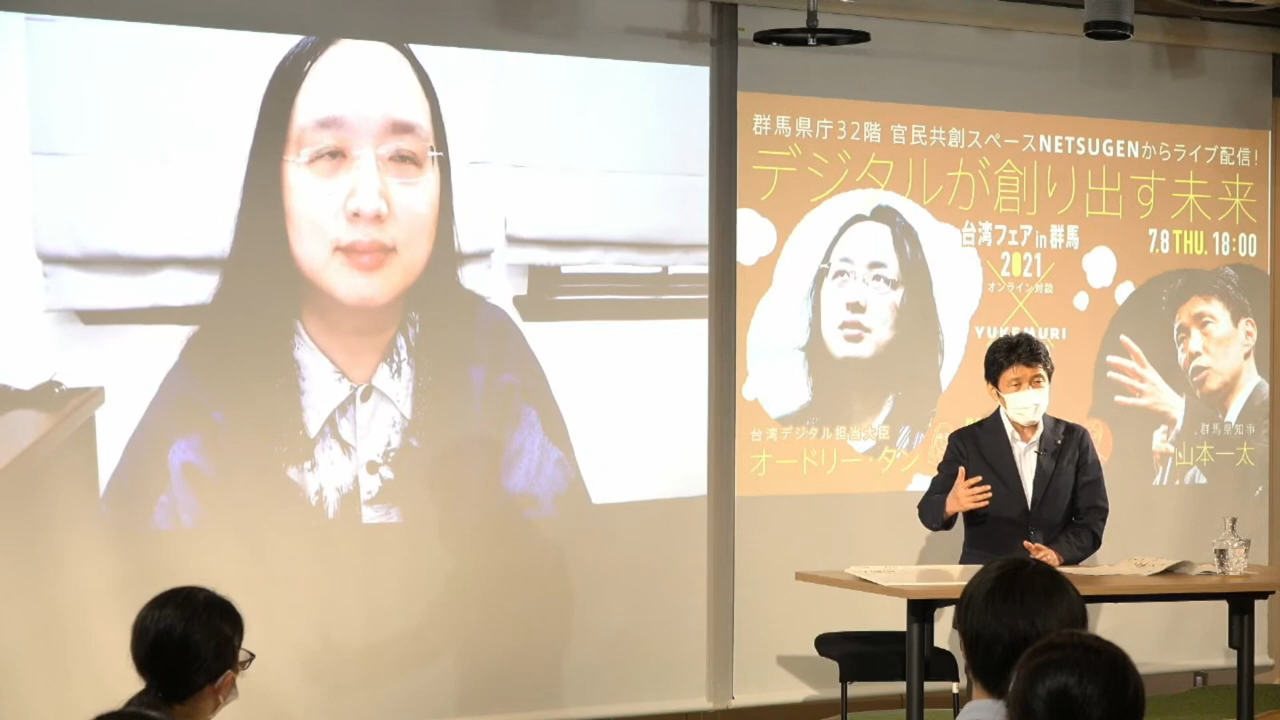 群馬県庁32階 官民共創スペースNETSUGENからライブ配信!
デジタルが創り出す未来
台湾フェアin群馬
2021
オンライン対談
7.8 THU. 18:00
YUKEMURI
台湾デジタル担当大臣
オードリー・タン
群馬県知事
山本一太